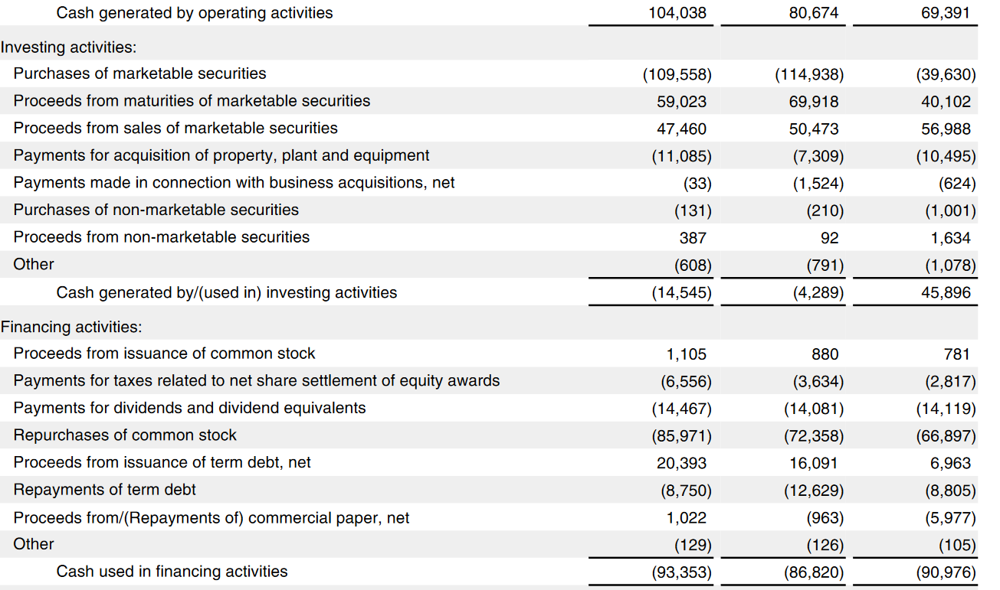 Cash generated by operating activities 104,038 80,674 69,391
Investing activities:
Purchases of marketable securities (109,558) (114,938) (39,630)
Proceeds from maturities of marketable securities 59,023 69,918 40,102
Proceeds from sales of marketable securities 47,460 50,473 56,988
Payments for acquisition of property, plant and equipment (11,085) (7,309) (10,495)
Payments made in connection with business acquisitions, net (33) (1,524) (624)
Purchases of non-marketable securities (131) (210) (1,001)
Proceeds from non-marketable securities 387 92 1,634
Other (608) (791) (1,078)
Cash generated by/(used in) investing activities (14,545) (4,289) 45,896
Financing activities:
Proceeds from issuance of common stock 1,105 880 781
Payments for taxes related to net share settlement of equity awards (6,556) (3,634) (2,817)
Payments for dividends and dividend equivalents (14,467) (14,081) (14,119)
Repurchases of common stock (85,971) (72,358) (66,897)
Proceeds from issuance of term debt, net 20,393 16,091 6,963
Repayments of term debt (8,750) (12,629) (8,805)
Proceeds from/(Repayments of) commercial paper, net 1,022 (963) (5,977)
Other (129) (126) (105)
Cash used in financing activities (93,353) (86,820) (90,976)